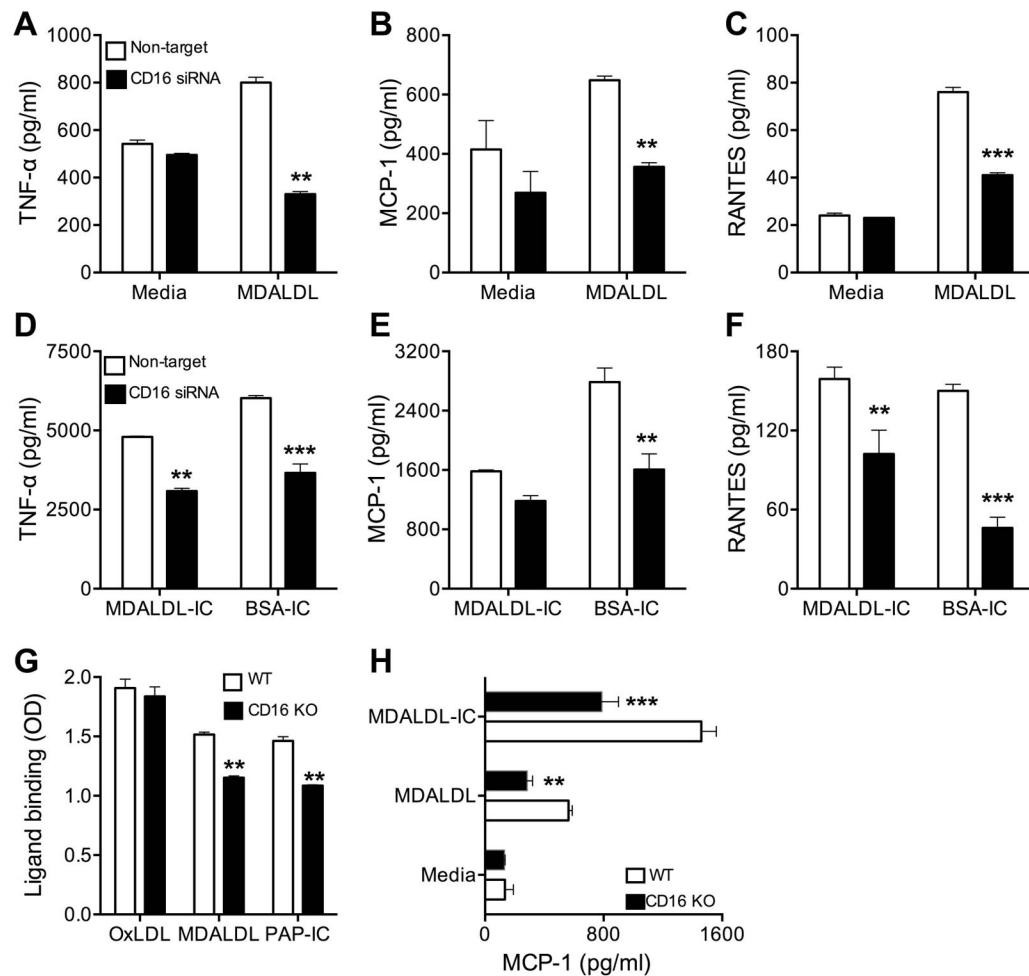 A
TNF-α (pg/ml)
1000
800
600
400
200
0
Non-target
CD16 siRNA
**
Media
MDALDL
B
MCP-1 (pg/ml)
800
600
400
200
0
**
Media
MDALDL
C
RANTES (pg/ml)
100
80
60
40
20
0
***
Media
MDALDL
D
TNF-α (pg/ml)
7500
5000
2500
0
Non-target
CD16 siRNA
**
***
MDALDL-IC
BSA-IC
E
MCP-1 (pg/ml)
3200
2400
1600
800
0
**
MDALDL-IC
BSA-IC
F
RANTES (pg/ml)
180
120
60
0
**
***
MDALDL-IC
BSA-IC
G
Ligand binding (OD)
2.0
1.5
1.0
0.5
0.0
WT
CD16 KO
**
**
OxLDL
MDALDL
PAP-IC
H
MDALDL-IC
***
MDALDL
**
Media
WT
CD16 KO
0
800
1600
MCP-1 (pg/ml)